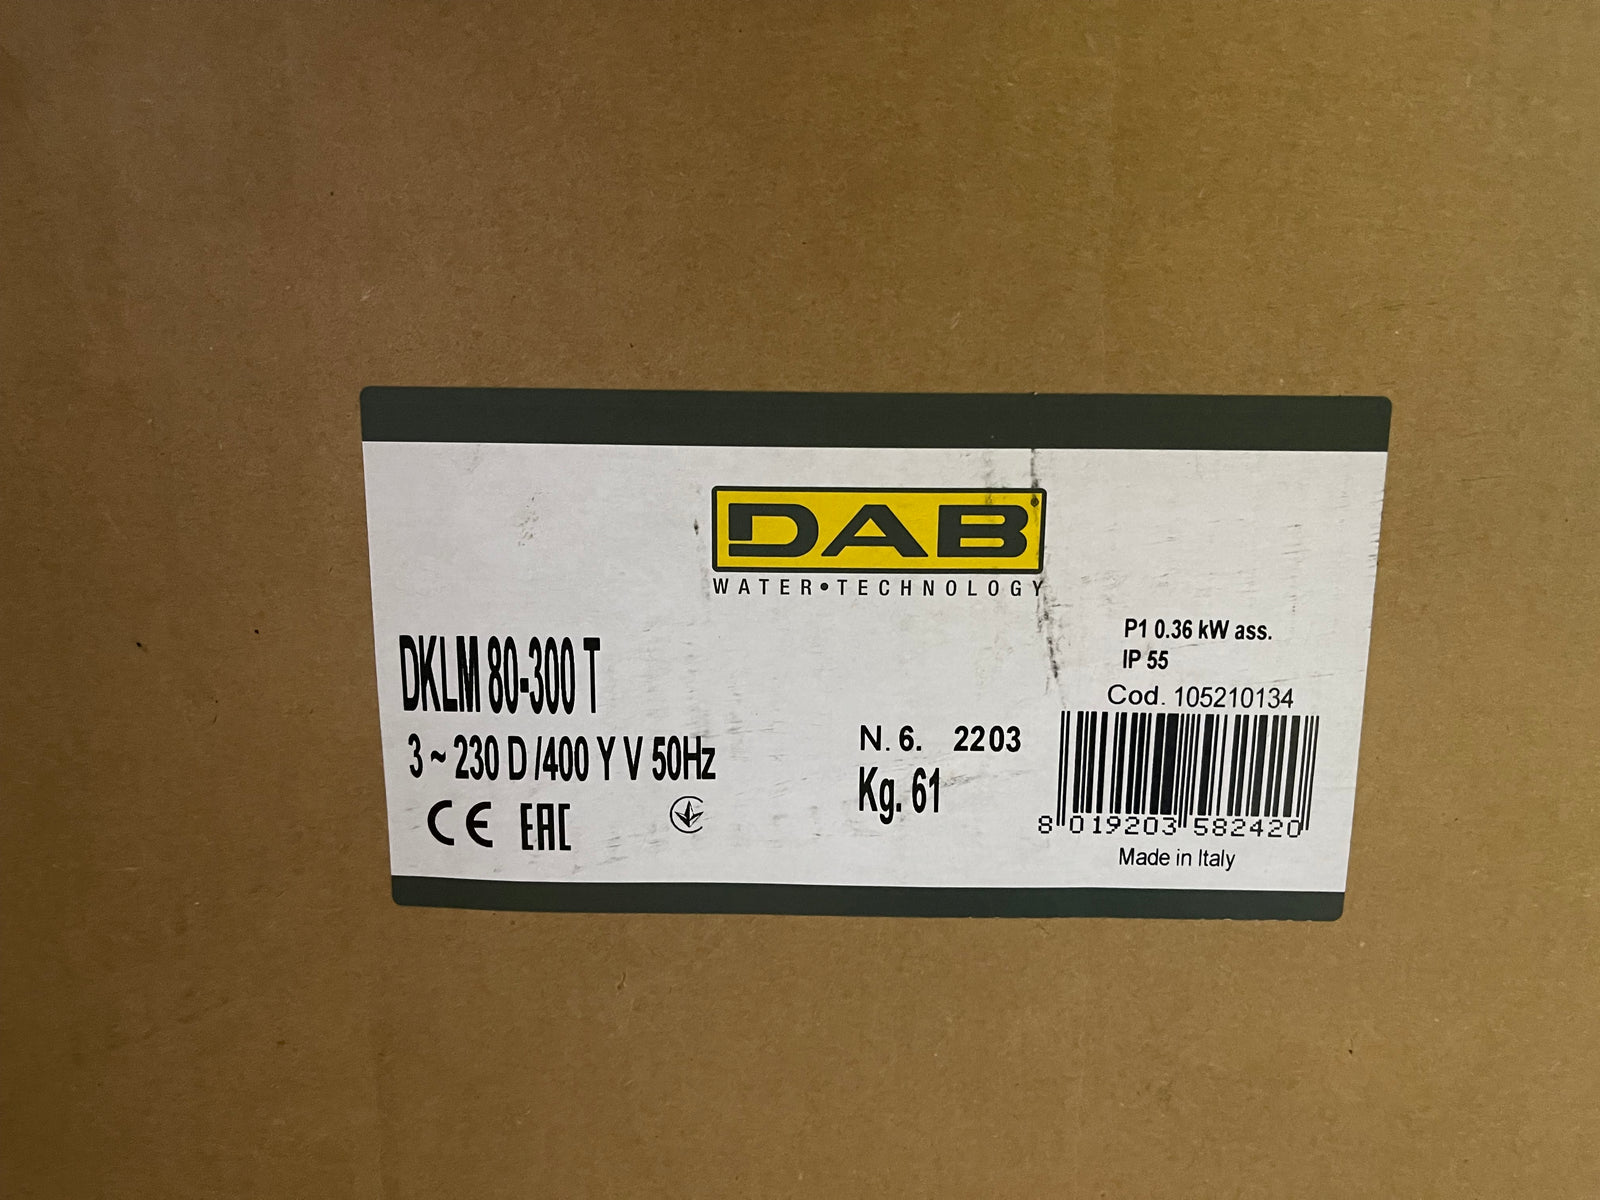 DAB
WATER•TECHNOLOGY
DKLM 80-300 T
3 ~ 230 D /400 Y V 50Hz
CE EAC
N. 6. 2203
Kg. 61
P1 0.36 kW ass.
IP 55
Cod. 105210134
8 019203 582420
Made in Italy